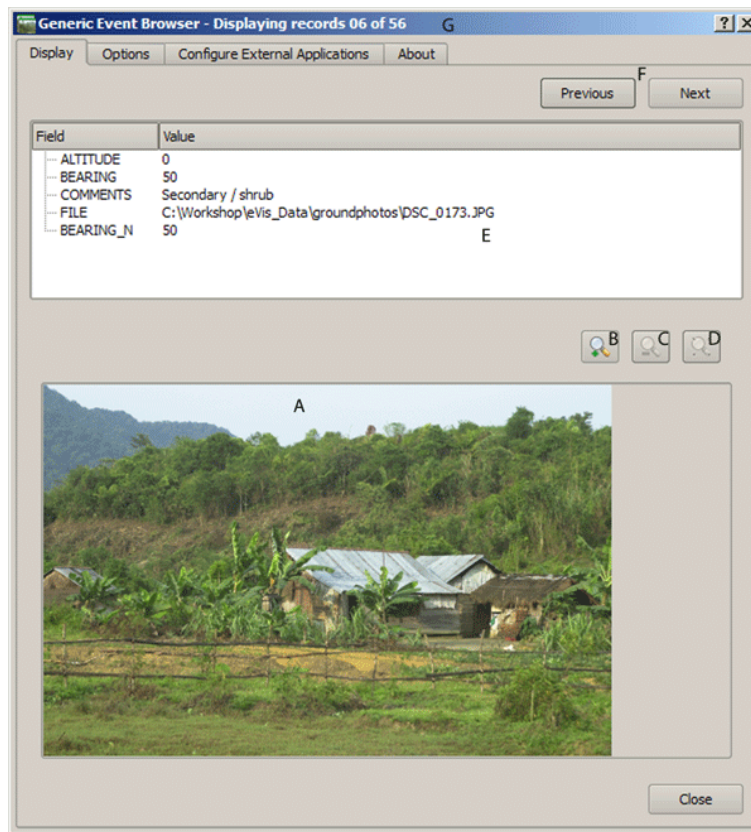 Generic Event Browser - Displaying records 06 of 56 G
Display Options Configure External Applications About
F
Previous Next
Field Value
ALTITUDE 0
BEARING 50
COMMENTS Secondary / shrub
FILE C:\Workshop\eVis_Data\groundphotos\DSC_0173.JPG
BEARING_N 50
E
B C D
A
Close